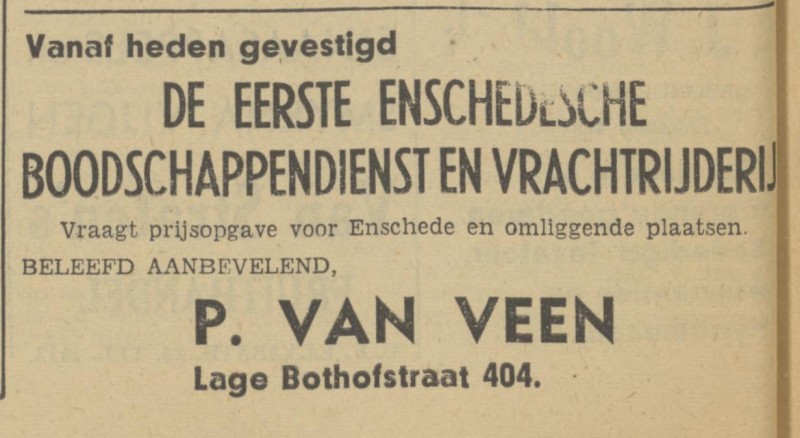 Vanaf heden gevestigd
DE EERSTE ENSCHEDESCHE
BOODSCHAPPENDIENST EN VRACHTRIJDERIJ
Vraagt prijsopgave voor Enschede en omliggende plaatsen.
BELEEFD AANBEVELEND,
P. VAN VEEN
Lage Bothofstraat 404.